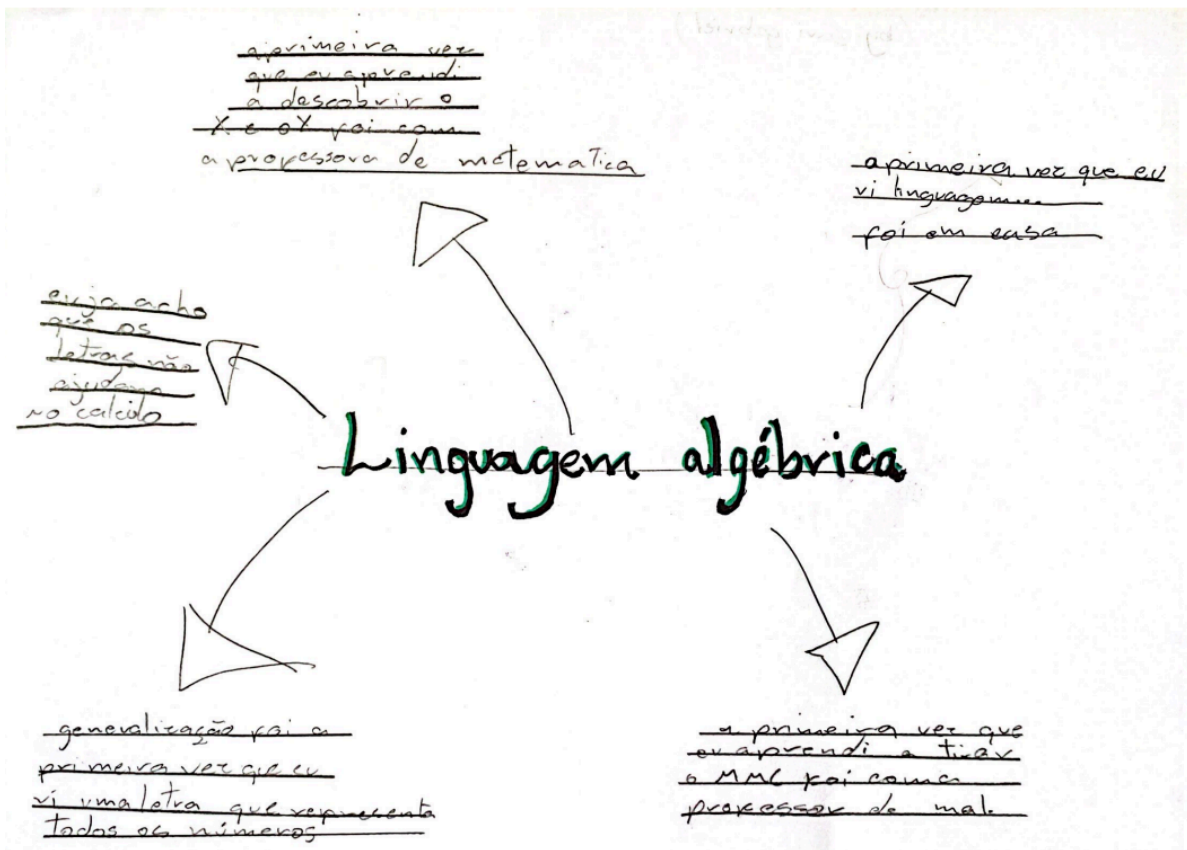 a primeira vez
que eu aprendi
a descobrir o
X e o Y foi com
a professora de metematica
a primeira vez que eu
vi linguagem...
foi em casa
eu ja acho
que os
letras não
ajudam
no calculo
Linguagem algébrica
generalização foi a
primeira vez que eu
vi uma letra que representa
todos os números
a primeira vez que
eu aprendi a tirar
o MMC foi com a
professor de mat.